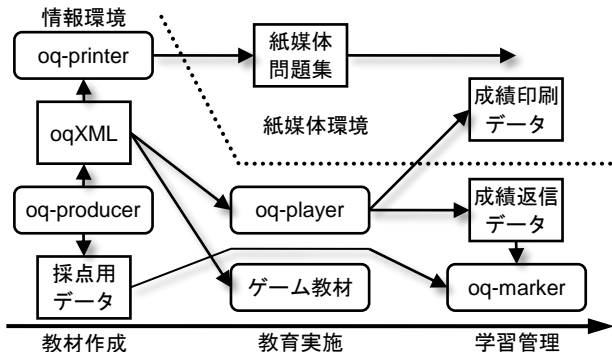 情報環境
oq-printer
紙媒体
問題集
oqXML
紙媒体環境
成績印刷
データ
oq-producer
oq-player
成績返信
データ
採点用
データ
ゲーム教材
oq-marker
教材作成
教育実施
学習管理